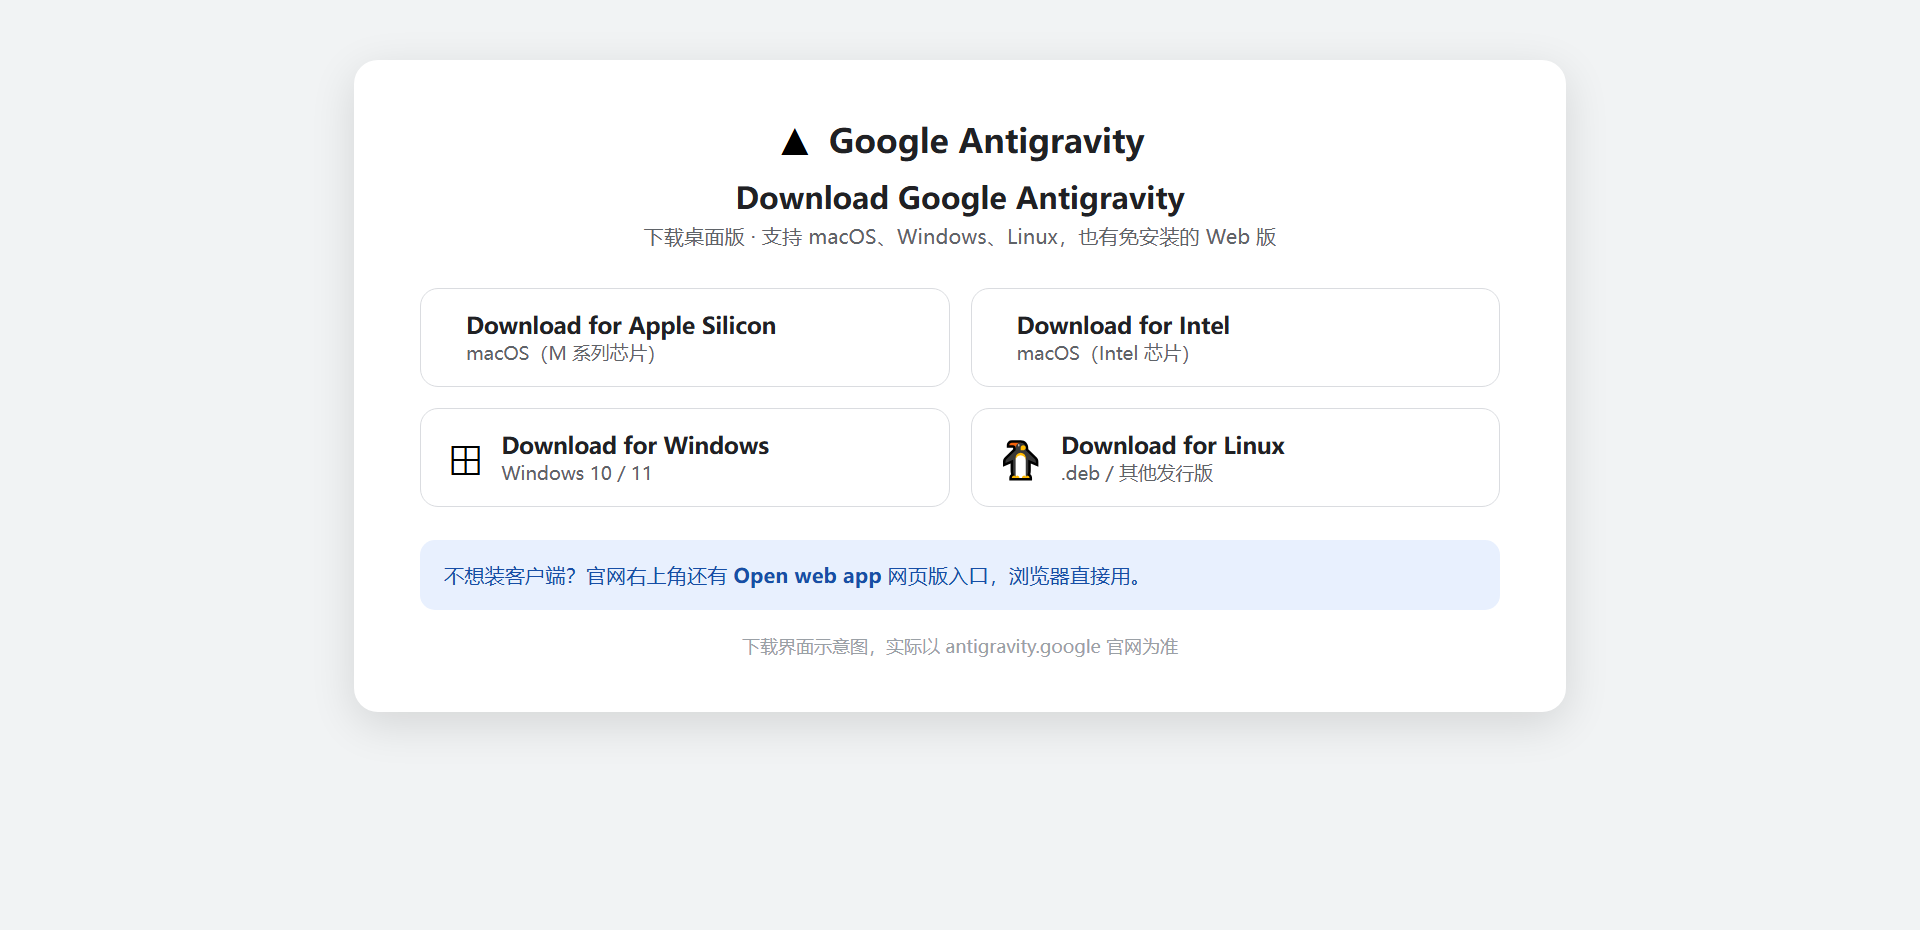 Google Antigravity
Download Google Antigravity
下载桌面版 · 支持 macOS、Windows、Linux，也有免安装的 Web 版
Download for Apple Silicon
macOS（M 系列芯片）
Download for Intel
macOS（Intel 芯片）
Download for Windows
Windows 10 / 11
Download for Linux
.deb / 其他发行版
不想装客户端？官网右上角还有 Open web app 网页版入口，浏览器直接用。
下载界面示意图，实际以 antigravity.google 官网为准